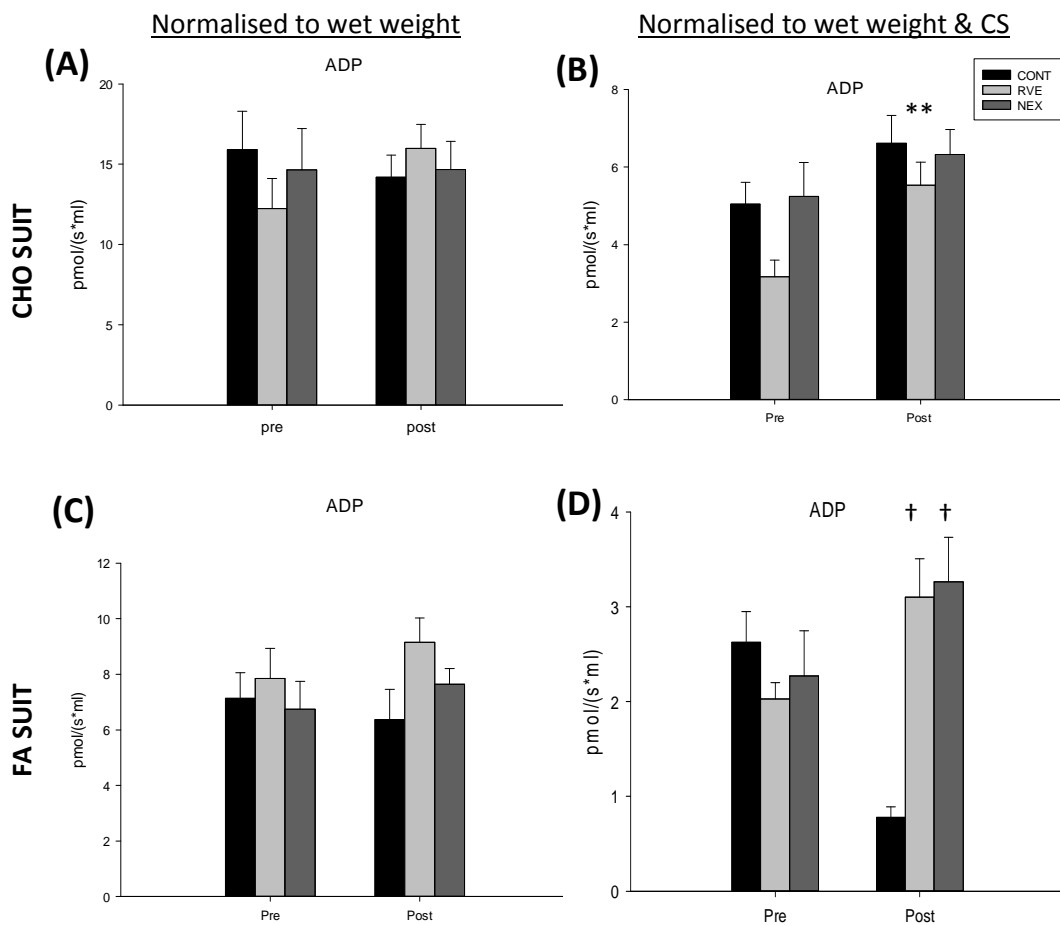 Normalised to wet weight
Normalised to wet weight & CS
(A)
ADP
20
15
10
5
0
pmol/(s*ml)
pre
post
CHO SUIT
(B)
ADP
**
CONT
RVE
NEX
8
6
4
2
0
pmol/(s*ml)
Pre
Post
(C)
ADP
12
10
8
6
4
2
0
pmol/(s*ml)
Pre
Post
FA SUIT
(D)
ADP
† †
4
3
2
1
0
pmol/(s*ml)
Pre
Post